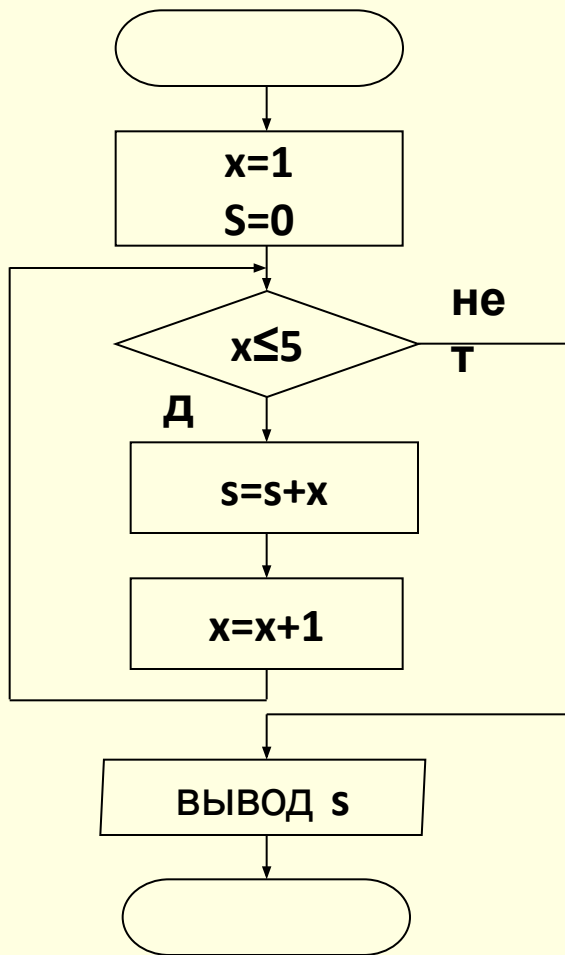 x=1
S=0
не
x≤5
т
д
s=s+x
x=x+1
вывод s